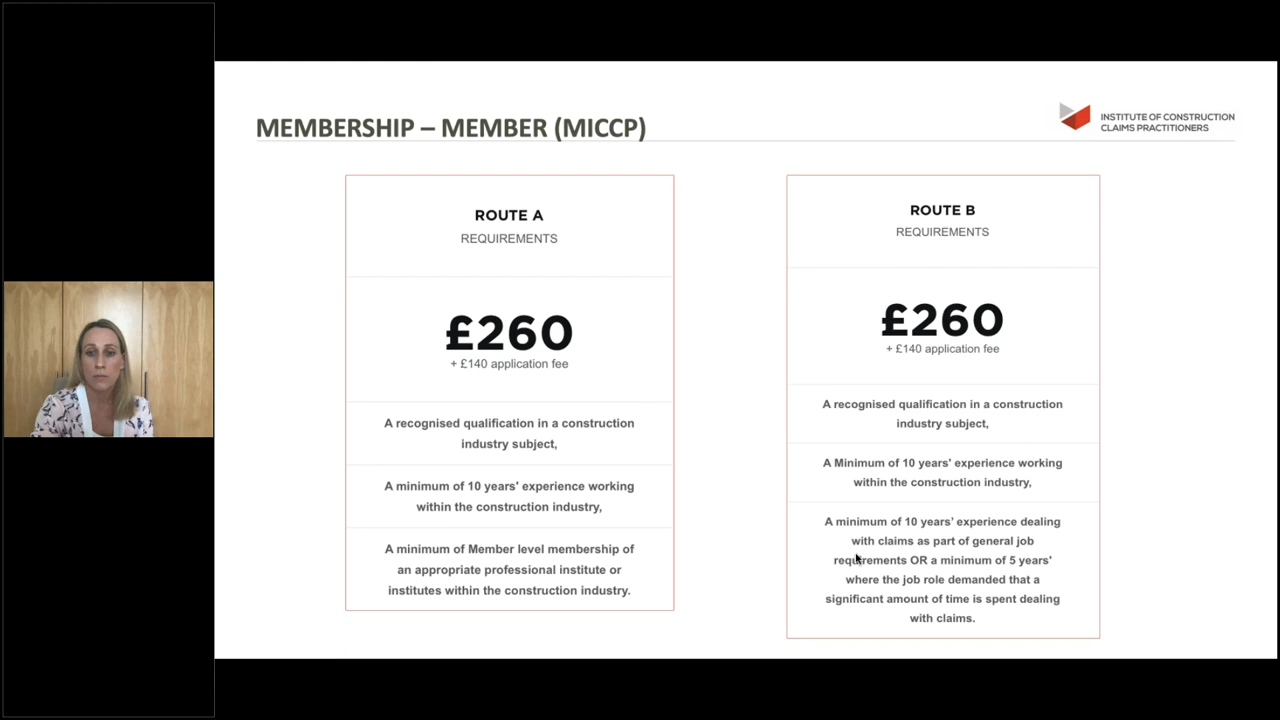 MEMBERSHIP – MEMBER (MICCP)
INSTITUTE OF CONSTRUCTION
CLAIMS PRACTITIONERS
ROUTE A
REQUIREMENTS
£260
+ £140 application fee
A recognised qualification in a construction
industry subject,
A minimum of 10 years' experience working
within the construction industry,
A minimum of Member level membership of
an appropriate professional institute or
institutes within the construction industry.
ROUTE B
REQUIREMENTS
£260
+ £140 application fee
A recognised qualification in a construction
industry subject,
A Minimum of 10 years' experience working
within the construction industry,
A minimum of 10 years' experience dealing
with claims as part of general job
requirements OR a minimum of 5 years'
where the job role demanded that a
significant amount of time is spent dealing
with claims.